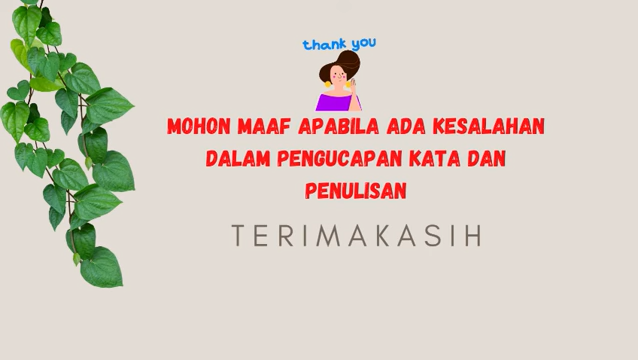 thank you
MOHON MAAF APABILA ADA KESALAHAN
DALAM PENGUCAPAN KATA DAN
PENULISAN
TERIMAKASIH